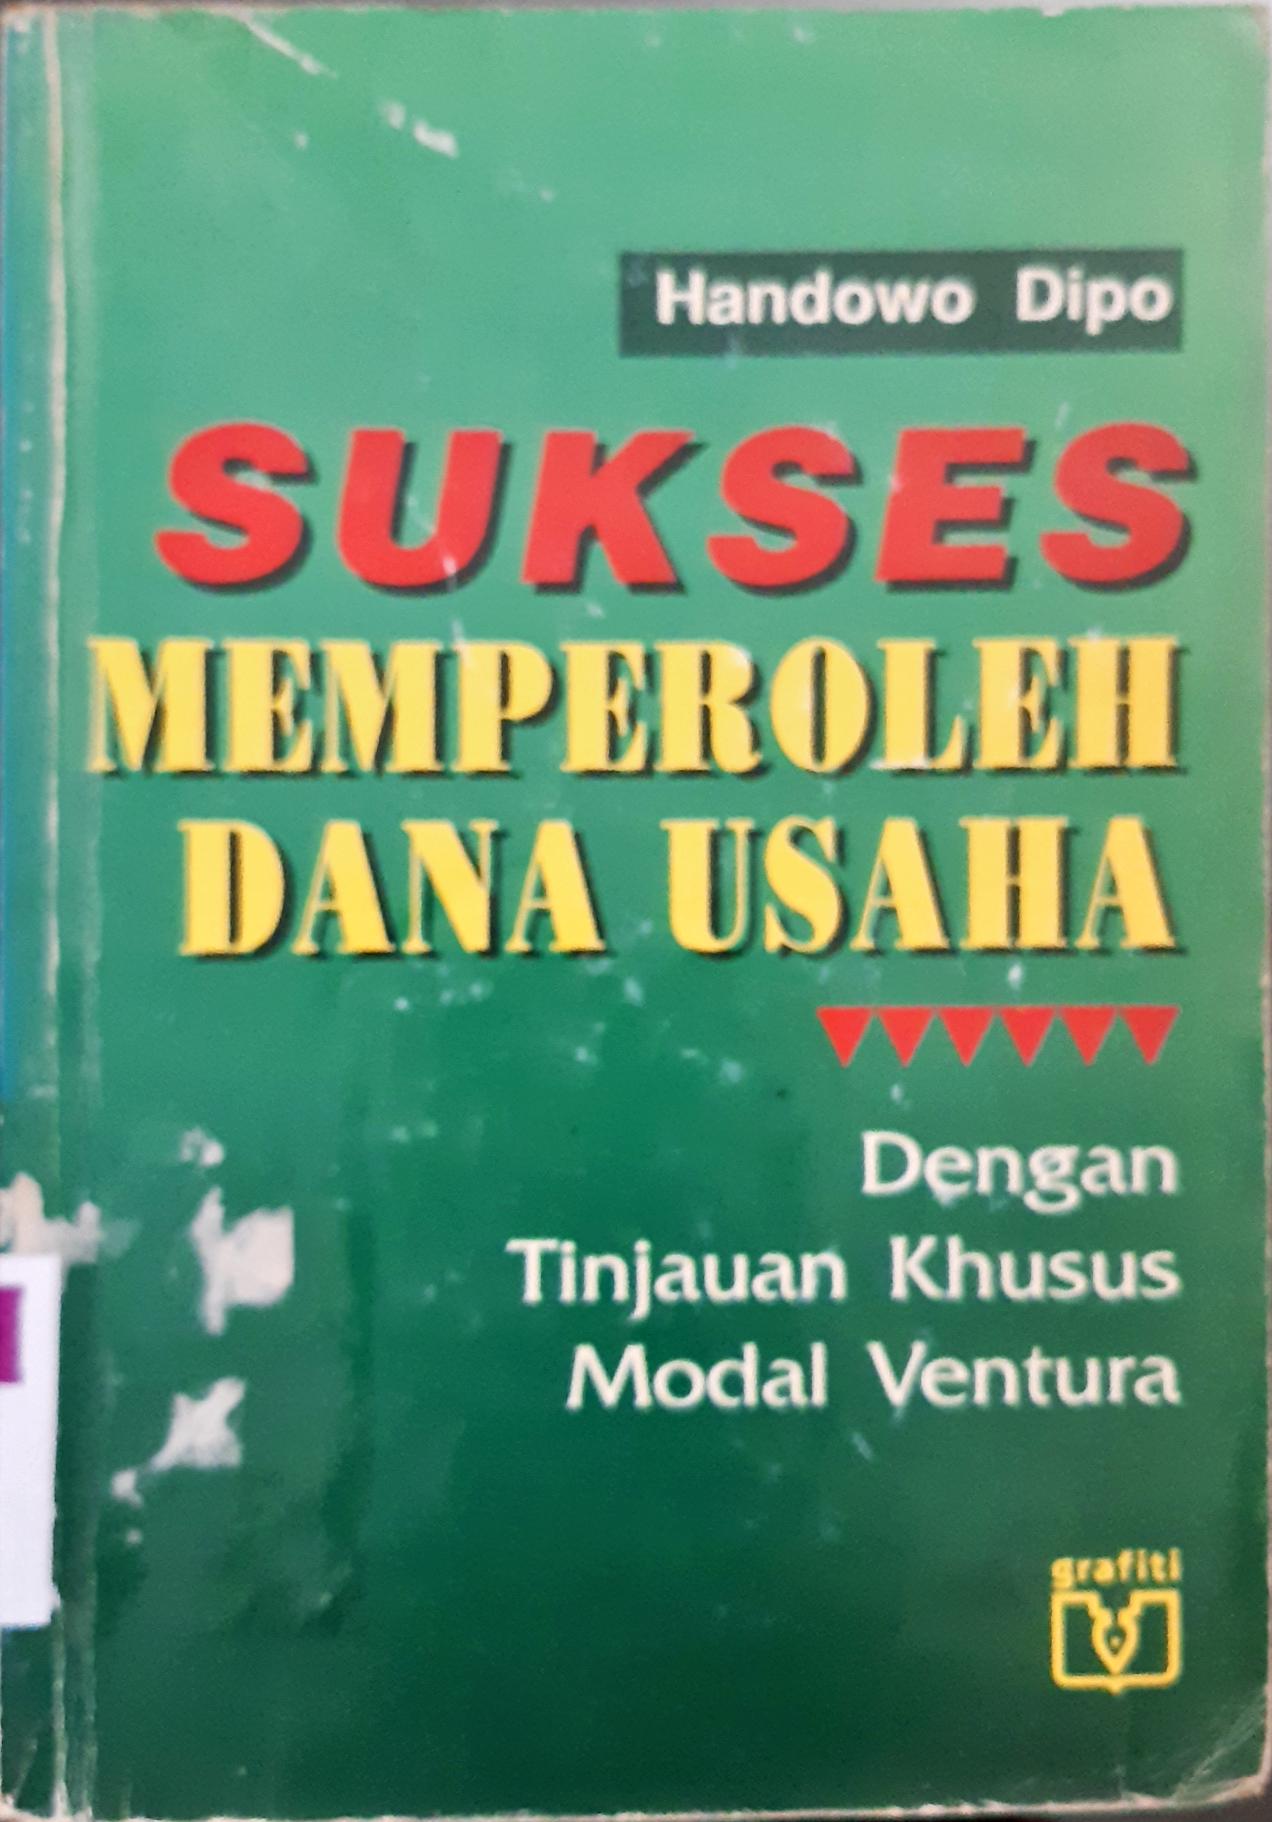 Handowo Dipo
SUKSES
MEMPEROLEH
DANA USAHA
Dengan
Tinjauan Khusus
Modal Ventura
grafiti